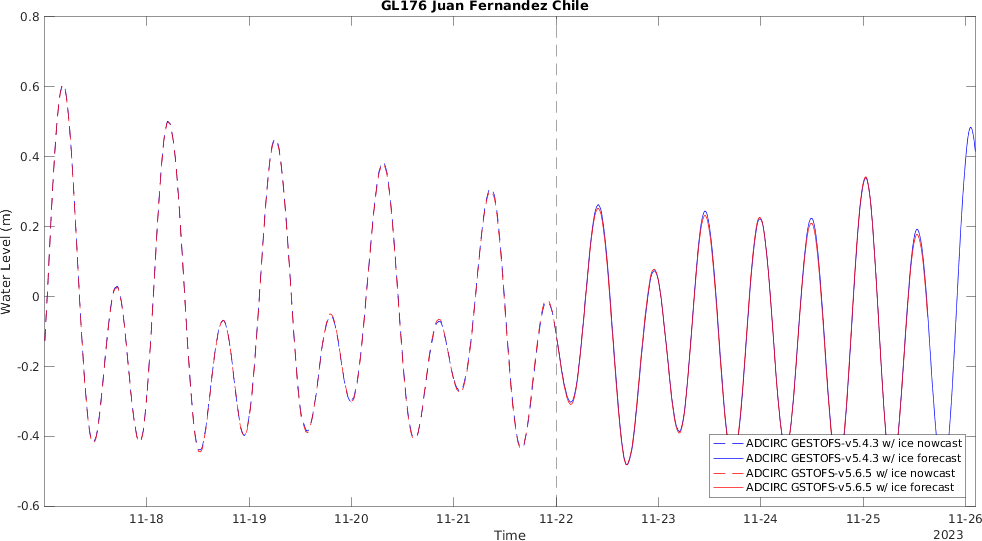 GL176 Juan Fernandez Chile
0.8
0.6
0.4
0.2
0
-0.2
-0.4
-0.6
Water Level (m)
ADCIRC GESTOFS-v5.4.3 w/ ice nowcast
ADCIRC GESTOFS-v5.4.3 w/ ice forecast
ADCIRC GSTOFS-v5.6.5 w/ ice nowcast
ADCIRC GSTOFS-v5.6.5 w/ ice forecast
11-18 11-19 11-20 11-21 11-22 11-23 11-24 11-25 11-26
Time
2023